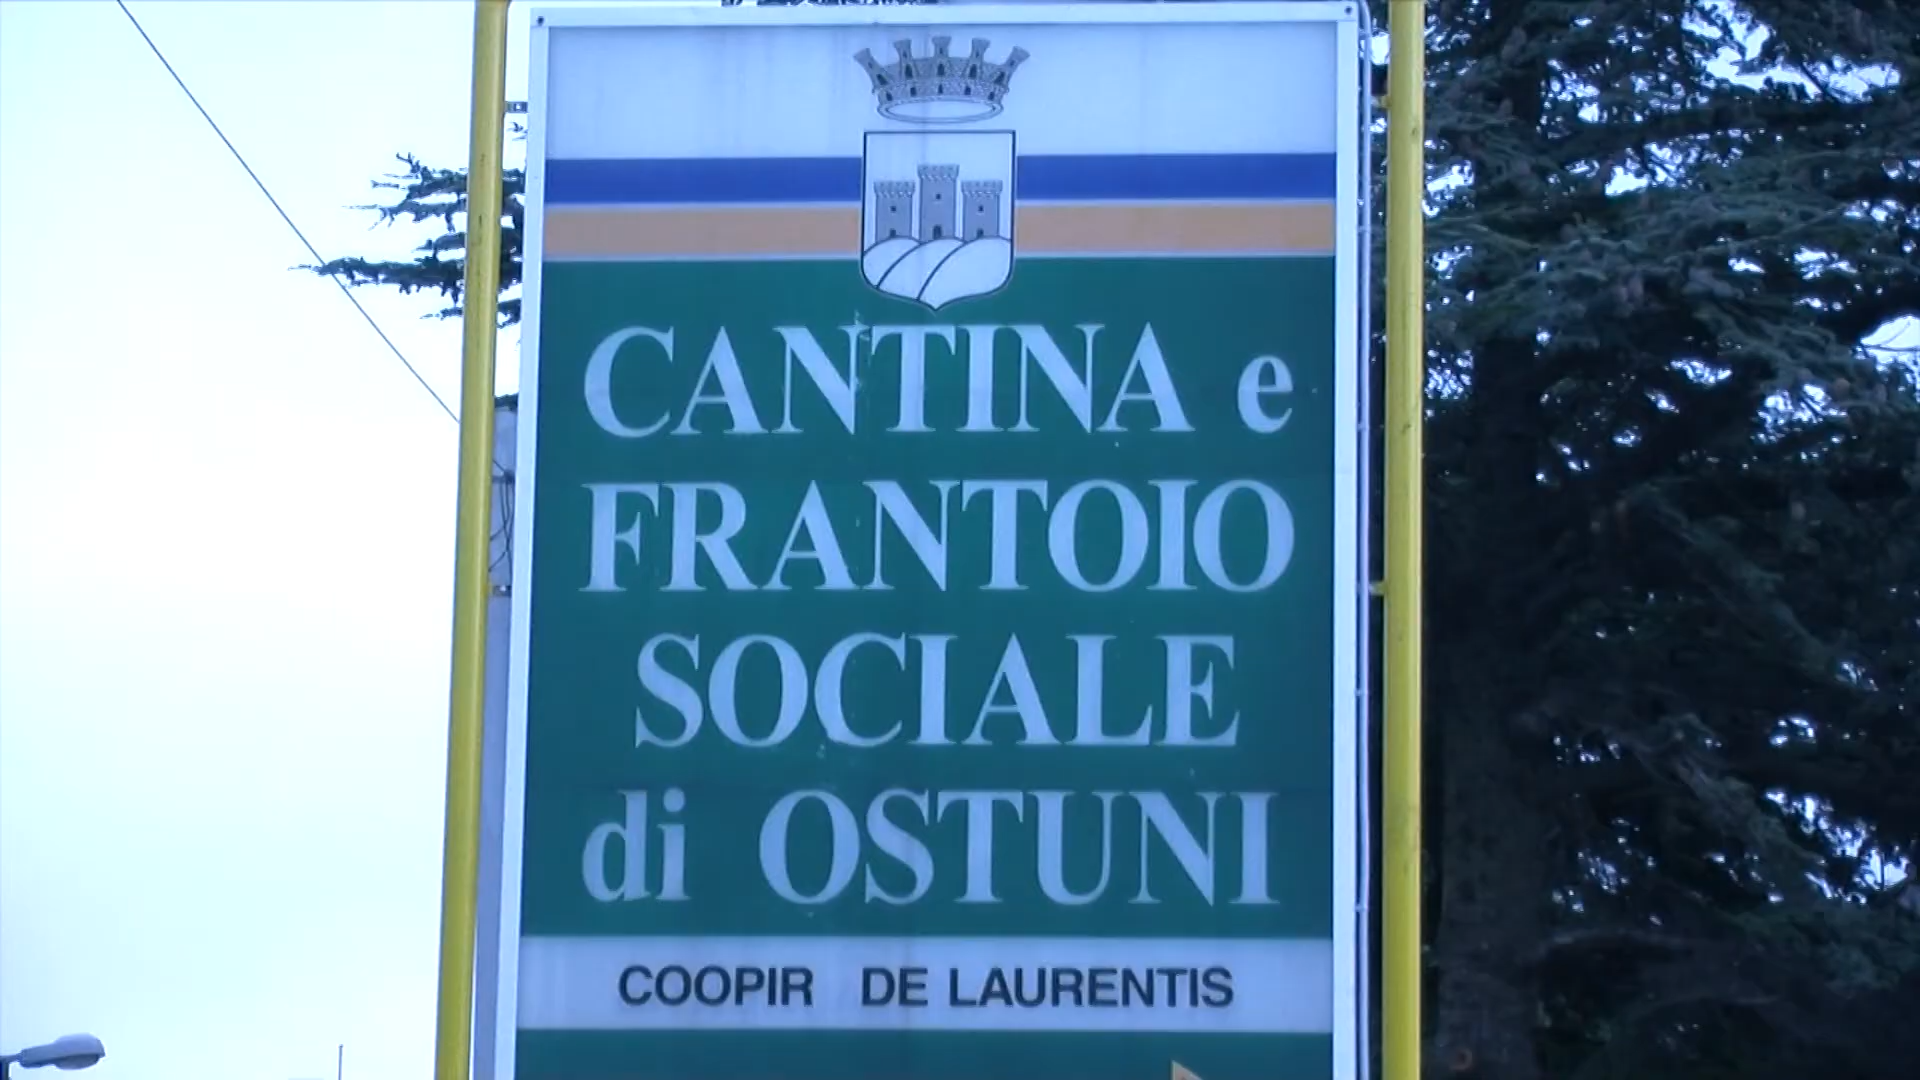 CANTINA e
FRANTOIO
SOCIALE
di OSTUNI
COOPIR DE LAURENTIS